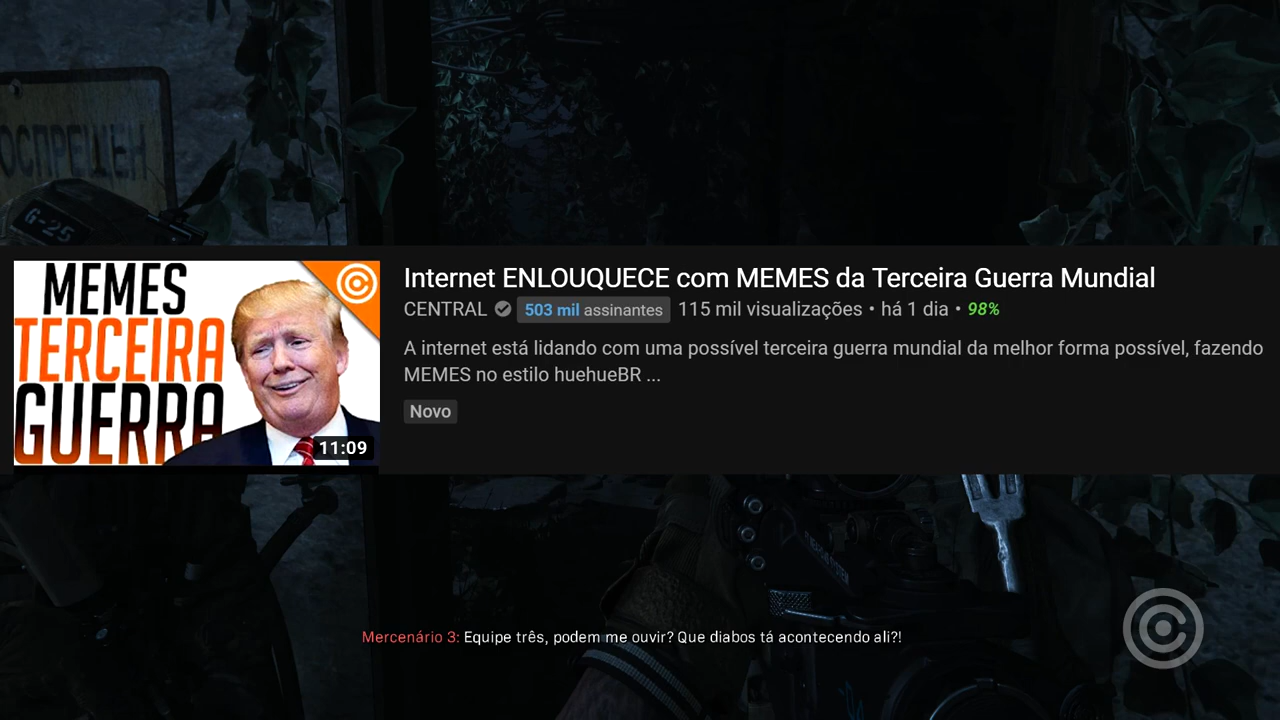 ОСПРЕЩЕН
G-25
MEMES
TERCEIRA
GUERRA
11:09
Internet ENLOUQUECE com MEMES da Terceira Guerra Mundial
CENTRAL 503 mil assinantes 115 mil visualizações • há 1 dia • 98%
A internet está lidando com uma possível terceira guerra mundial da melhor forma possível, fazendo
MEMES no estilo huehueBR ...
Novo
Mercenário 3: Equipe três, podem me ouvir? Que diabos tá acontecendo ali?!